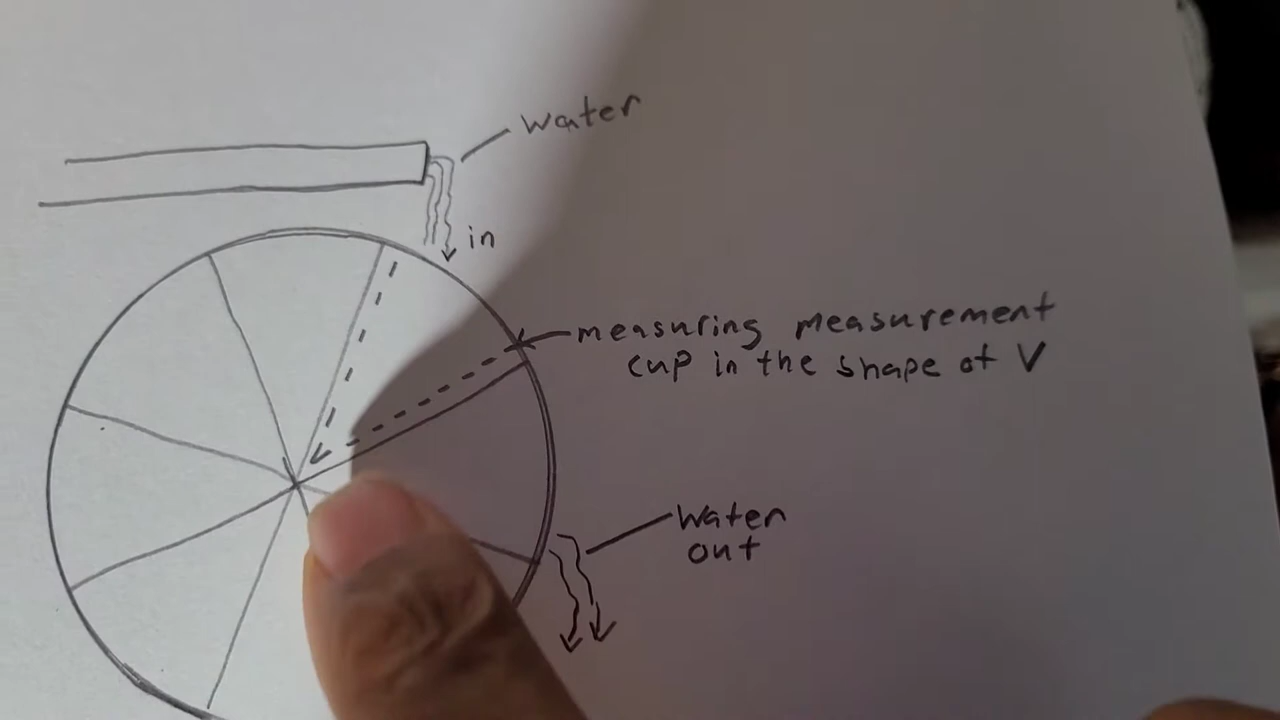 Water
in
measuring measurement
cup in the shape of V
Water
out